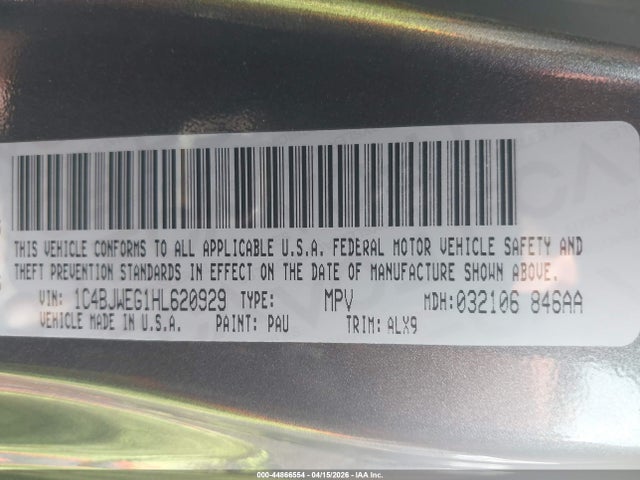 THIS VEHICLE CONFORMS TO ALL APPLICABLE U.S.A. FEDERAL MOTOR VEHICLE SAFETY AND
THEFT PREVENTION STANDARDS IN EFFECT ON THE DATE OF MANUFACTURE SHOWN ABOVE.
VIN: 1C4BJWEG1HL620929 TYPE: MPV MDH:032106 846AA
VEHICLE MADE IN U.S.A. PAINT: PAU TRIM: ALX9
000-44866554 - 04/15/2026 - IAA Inc.